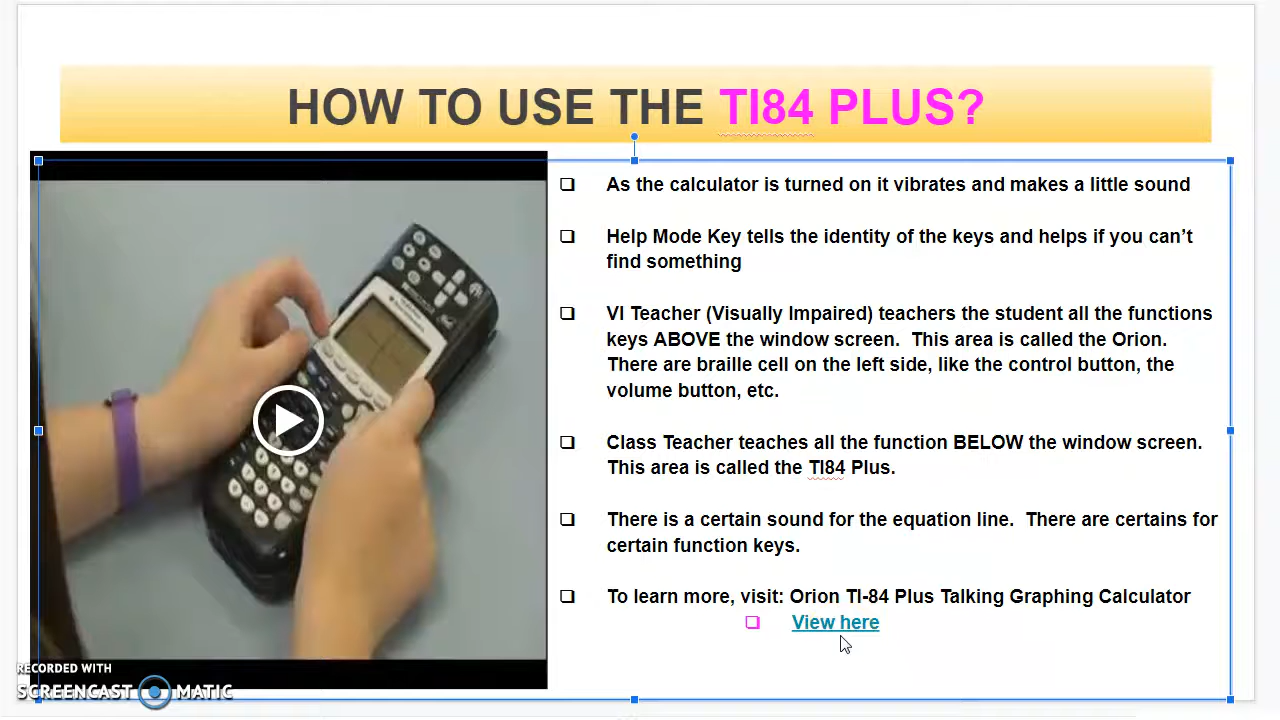 HOW TO USE THE TI84 PLUS?
❑ As the calculator is turned on it vibrates and makes a little sound
❑ Help Mode Key tells the identity of the keys and helps if you can’t
find something
❑ VI Teacher (Visually Impaired) teachers the student all the functions
keys ABOVE the window screen. This area is called the Orion.
There are braille cell on the left side, like the control button, the
volume button, etc.
❑ Class Teacher teaches all the function BELOW the window screen.
This area is called the TI84 Plus.
❑ There is a certain sound for the equation line. There are certains for
certain function keys.
❑ To learn more, visit: Orion TI-84 Plus Talking Graphing Calculator
❑ View here
RECORDED WITH
SCREENCAST MATIC